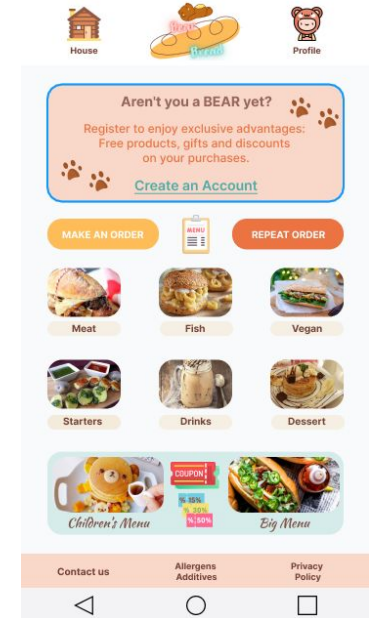 Bear
Bread
House
Profile
Aren't you a BEAR yet?
Register to enjoy exclusive advantages:
Free products, gifts and discounts
on your purchases.
Create an Account
MAKE AN ORDER
MENU
REPEAT ORDER
Meat
Fish
Vegan
Starters
Drinks
Dessert
COUPON
% 15%
% 20%
% 50%
Children's Menu
Big Menu
Contact us
Allergens
Additives
Privacy
Policy